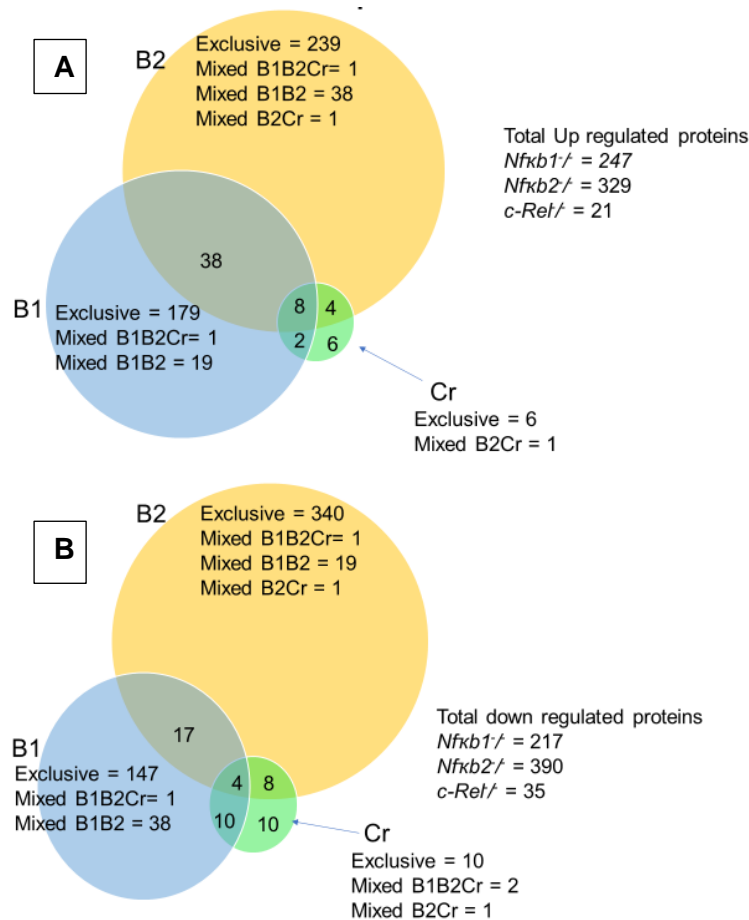 A
B2
Exclusive = 239
Mixed B1B2Cr= 1
Mixed B1B2 = 38
Mixed B2Cr = 1
Total Up regulated proteins
Nfκb1-/- = 247
Nfκb2-/- = 329
c-Rel-/- = 21
38
B1
Exclusive = 179
Mixed B1B2Cr= 1
Mixed B1B2 = 19
8
4
2
6
Cr
Exclusive = 6
Mixed B2Cr = 1
B
B2
Exclusive = 340
Mixed B1B2Cr= 1
Mixed B1B2 = 19
Mixed B2Cr = 1
Total down regulated proteins
Nfκb1-/- = 217
Nfκb2-/- = 390
c-Rel-/- = 35
17
B1
Exclusive = 147
Mixed B1B2Cr= 1
Mixed B1B2 = 38
4
8
10
10
Cr
Exclusive = 10
Mixed B1B2Cr = 2
Mixed B2Cr = 1